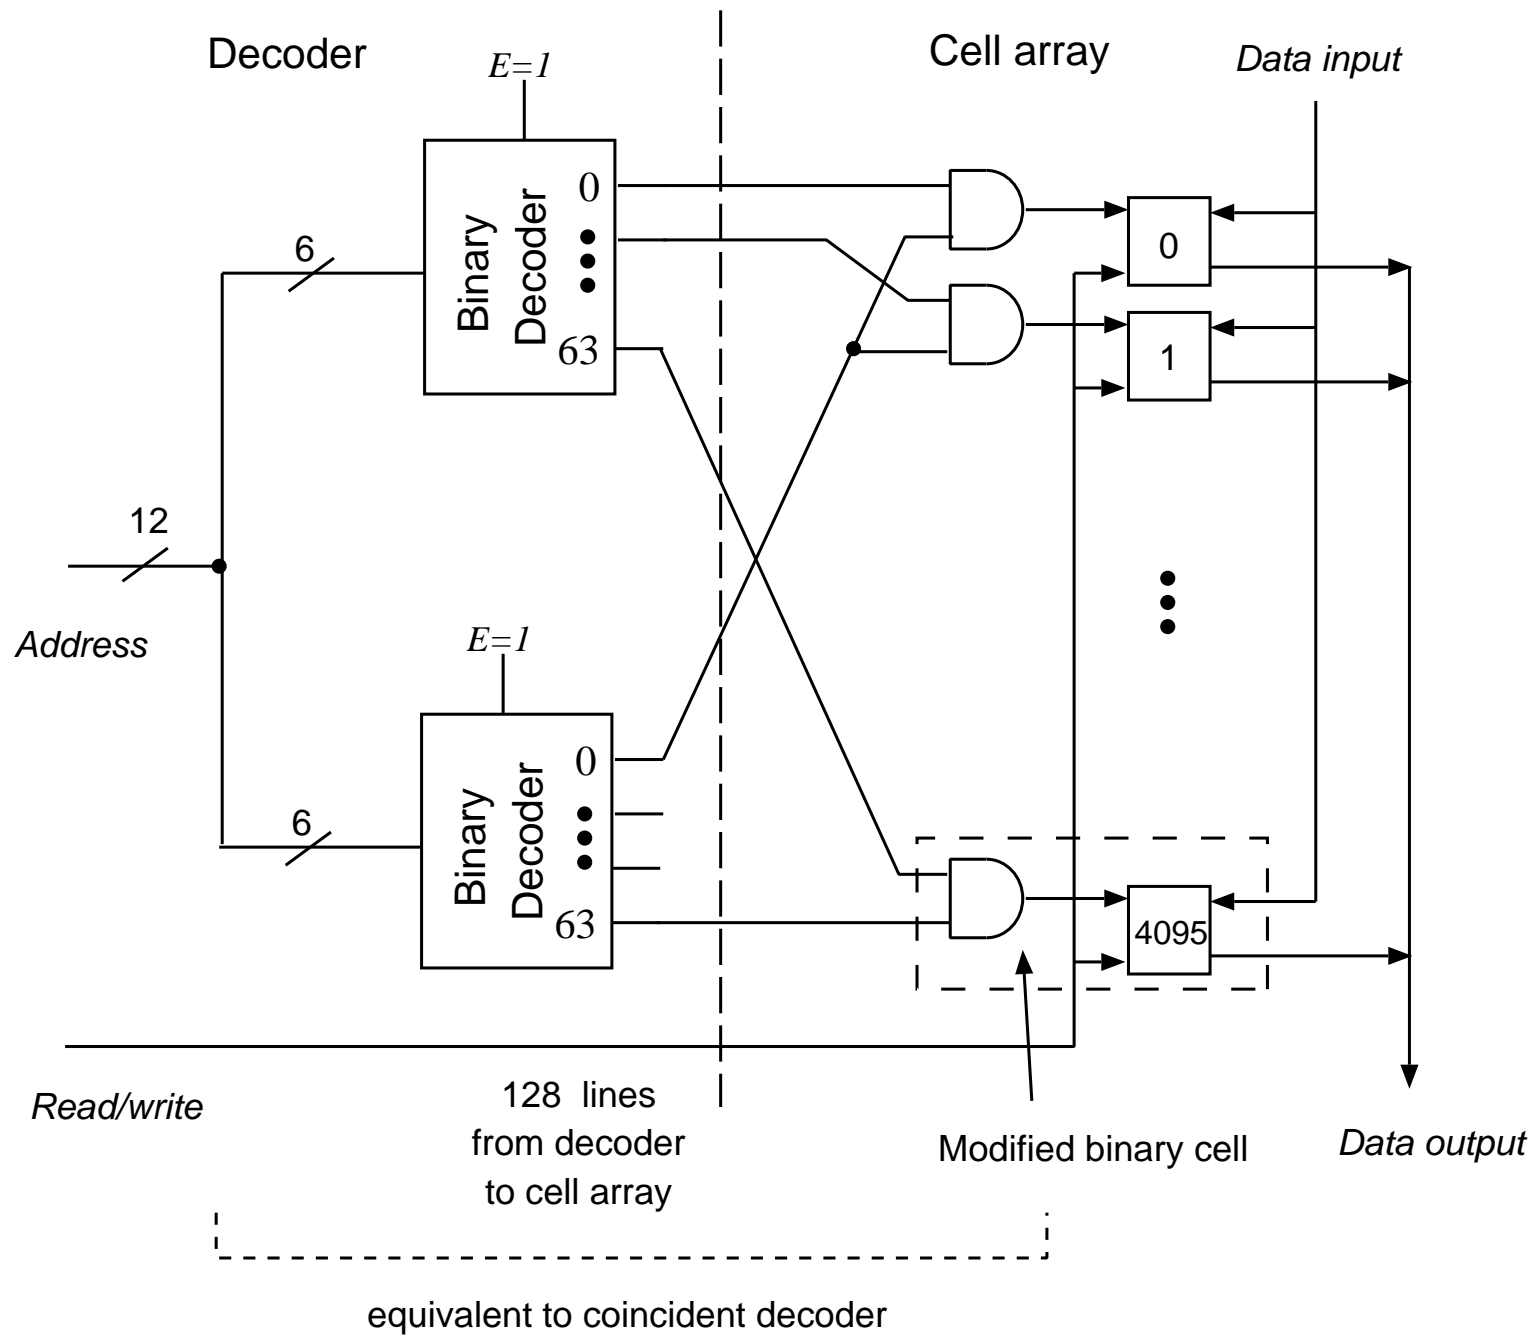 Decoder
Cell array
Data input
E=1
Binary
Decoder
0
63
6
0
1
12
Address
E=1
Binary
Decoder
0
63
6
4095
Read/write
128 lines
from decoder
to cell array
Modified binary cell
Data output
equivalent to coincident decoder